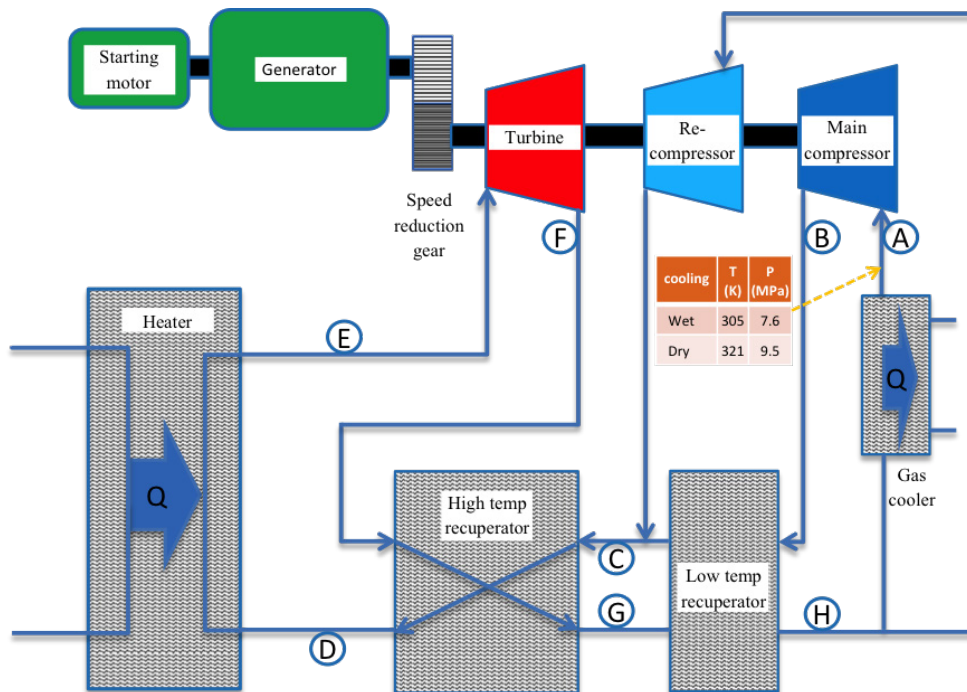 Starting
motor
Generator
Speed
reduction
gear
Turbine
Re-
compressor
Main
compressor
F
B
A
cooling T P
(K) (MPa)
Wet 305 7.6
Dry 321 9.5
Heater
E
Q
Q
Gas
cooler
High temp
recuperator
C
Low temp
recuperator
D
G
H